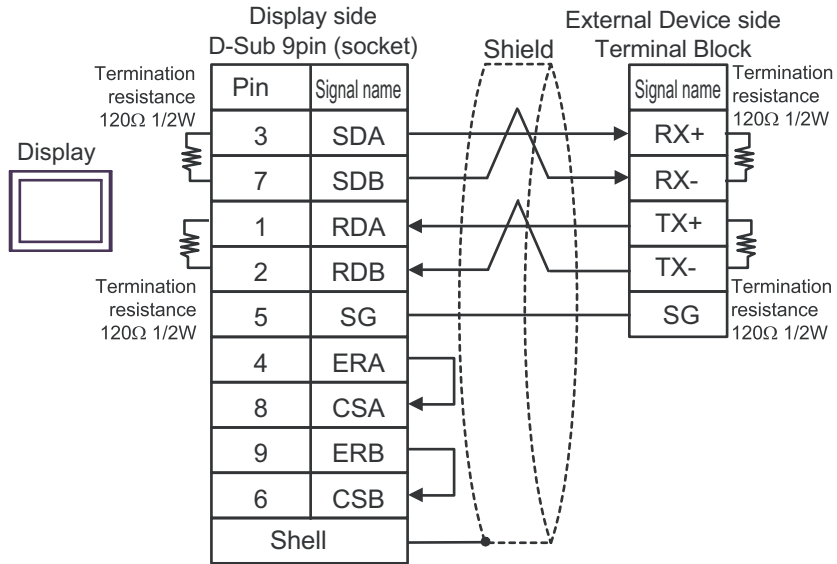 Display side
D-Sub 9pin (socket)
Shield
External Device side
Terminal Block
Termination
resistance
120Ω 1/2W
Display
Pin Signal name
3 SDA
7 SDB
1 RDA
2 RDB
5 SG
4 ERA
8 CSA
9 ERB
6 CSB
Shell
Termination
resistance
120Ω 1/2W
Signal name
RX+
RX-
TX+
TX-
SG
Termination
resistance
120Ω 1/2W
Termination
resistance
120Ω 1/2W